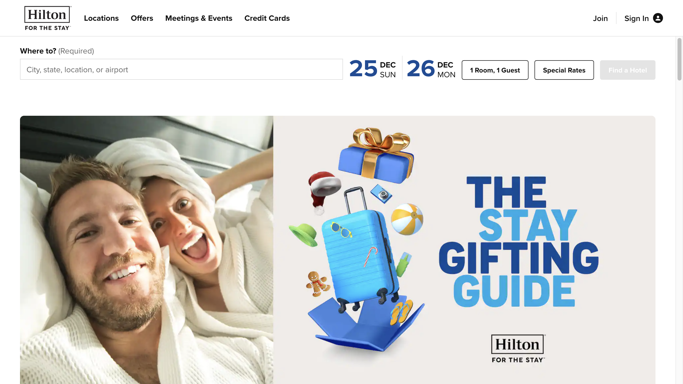 Hilton
FOR THE STAY
Locations Offers Meetings & Events Credit Cards Join Sign In
Where to? (Required)
City, state, location, or airport
25 DEC SUN
26 DEC MON
1 Room, 1 Guest
Special Rates
Find a Hotel
THE
STAY
GIFTING
GUIDE
Hilton
FOR THE STAY